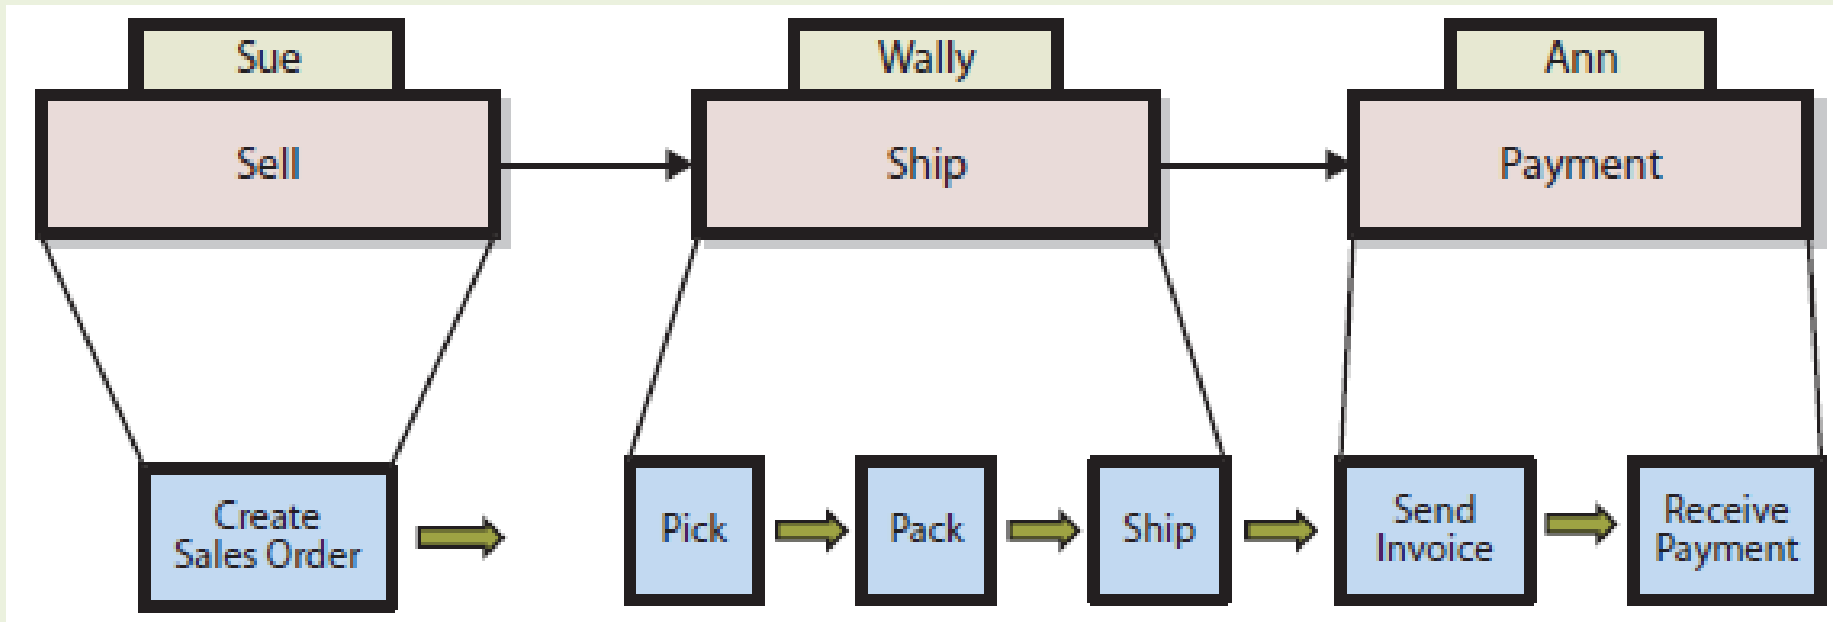 Sue
Wally
Ann
Sell
Ship
Payment
Create
Sales Order
Pick
Pack
Ship
Send
Invoice
Receive
Payment